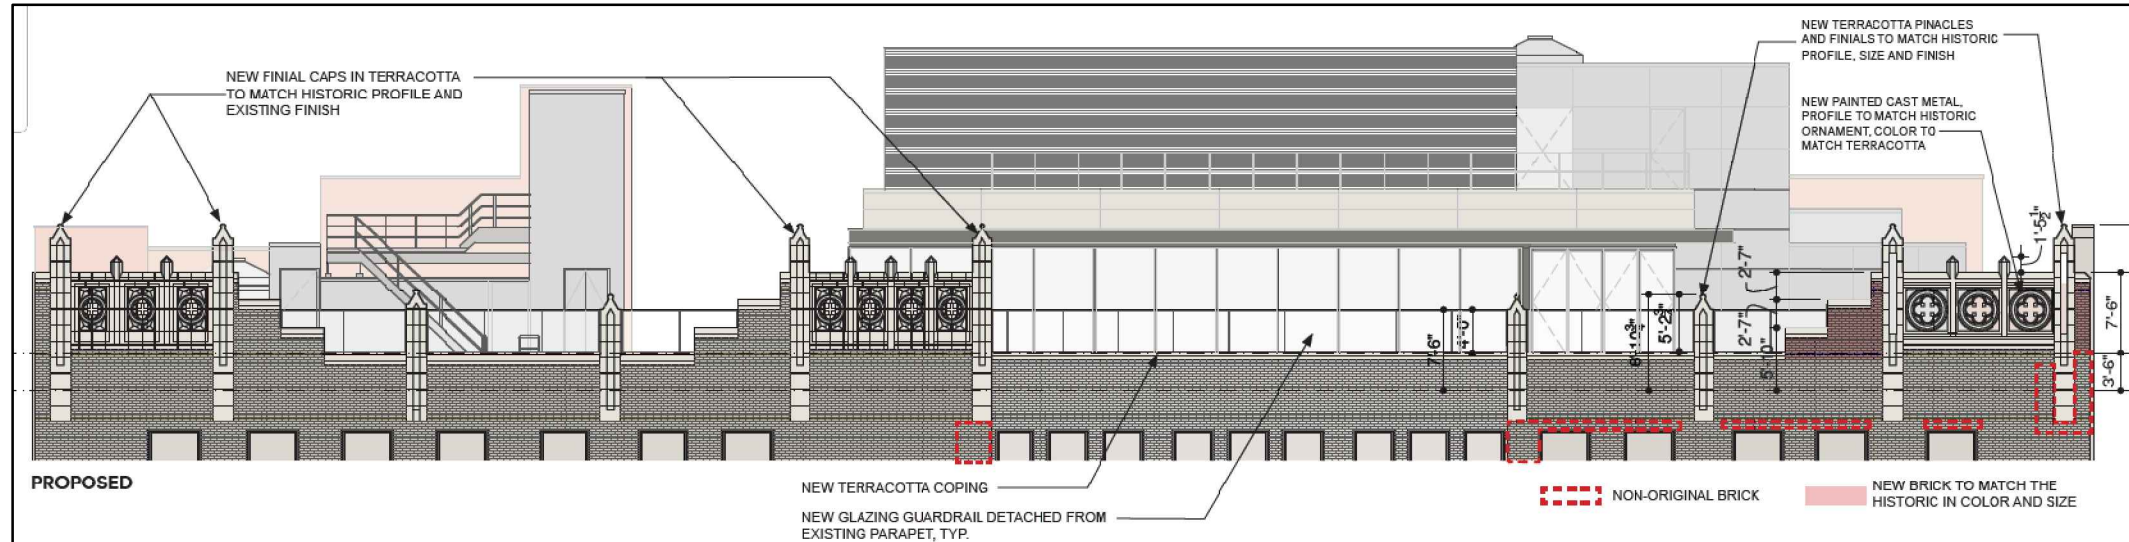 NEW FINIAL CAPS IN TERRACOTTA
TO MATCH HISTORIC PROFILE AND
EXISTING FINISH
NEW TERRACOTTA PINACLES
AND FINIALS TO MATCH HISTORIC
PROFILE, SIZE AND FINISH
NEW PAINTED CAST METAL,
PROFILE TO MATCH HISTORIC
ORNAMENT, COLOR TO
MATCH TERRACOTTA
1'-5½"
2'-7"
2'-7"
5'-0"
7'-6"
4'-0"
7'-6"
3'-6"
PROPOSED
NEW TERRACOTTA COPING
NEW GLAZING GUARDRAIL DETACHED FROM
EXISTING PARAPET, TYP.
NON-ORIGINAL BRICK
NEW BRICK TO MATCH THE
HISTORIC IN COLOR AND SIZE